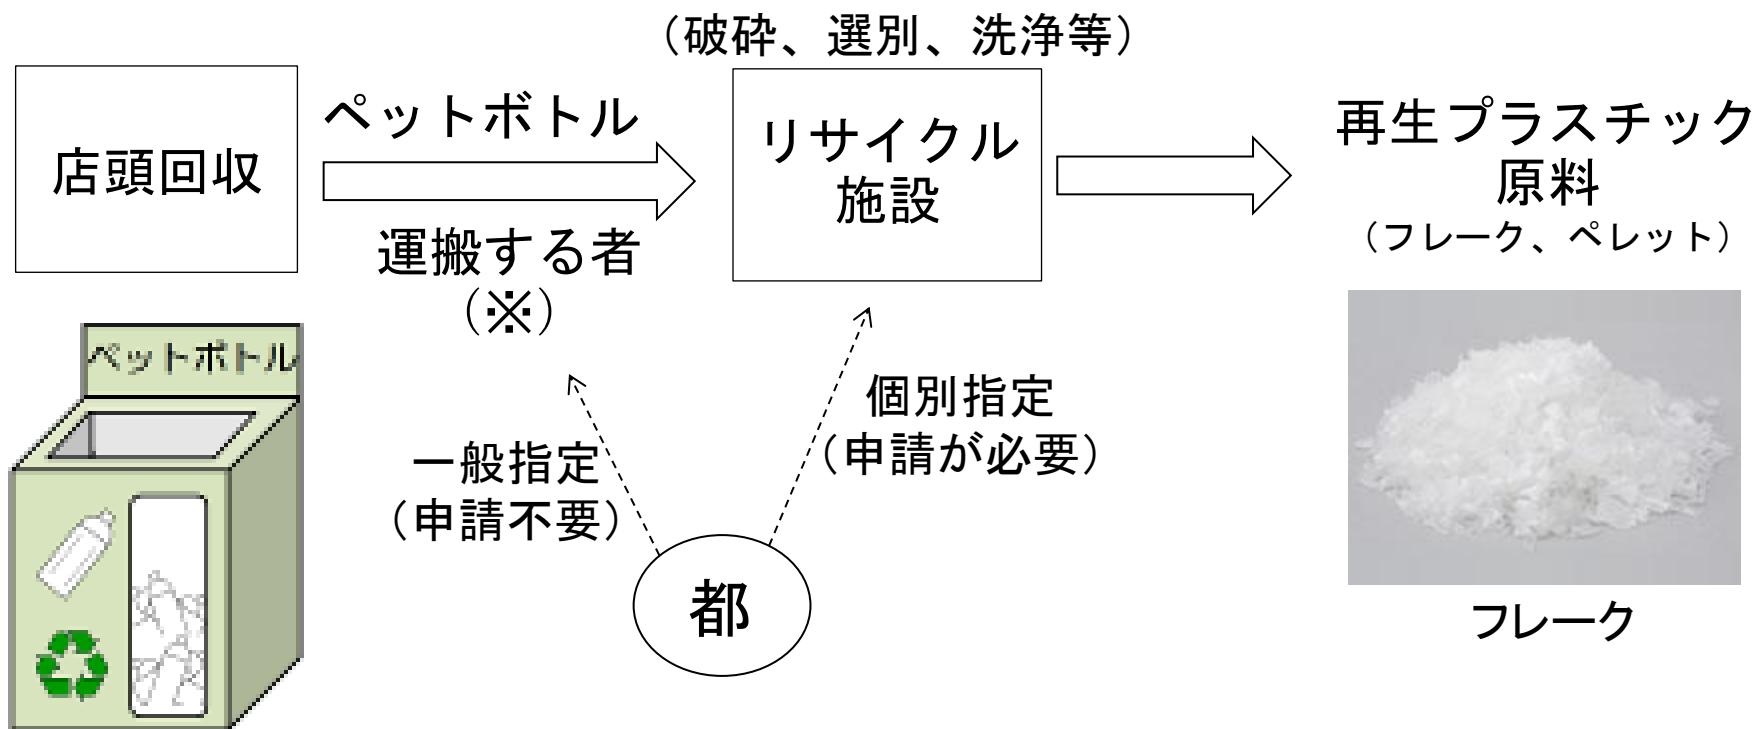 （破砕、選別、洗浄等）
店頭回収
ペットボトル
運搬する者
（※）
リサイクル
施設
再生プラスチック
原料
（フレーク、ペレット）
ペットボトル
一般指定
（申請不要）
個別指定
（申請が必要）
都
フレーク